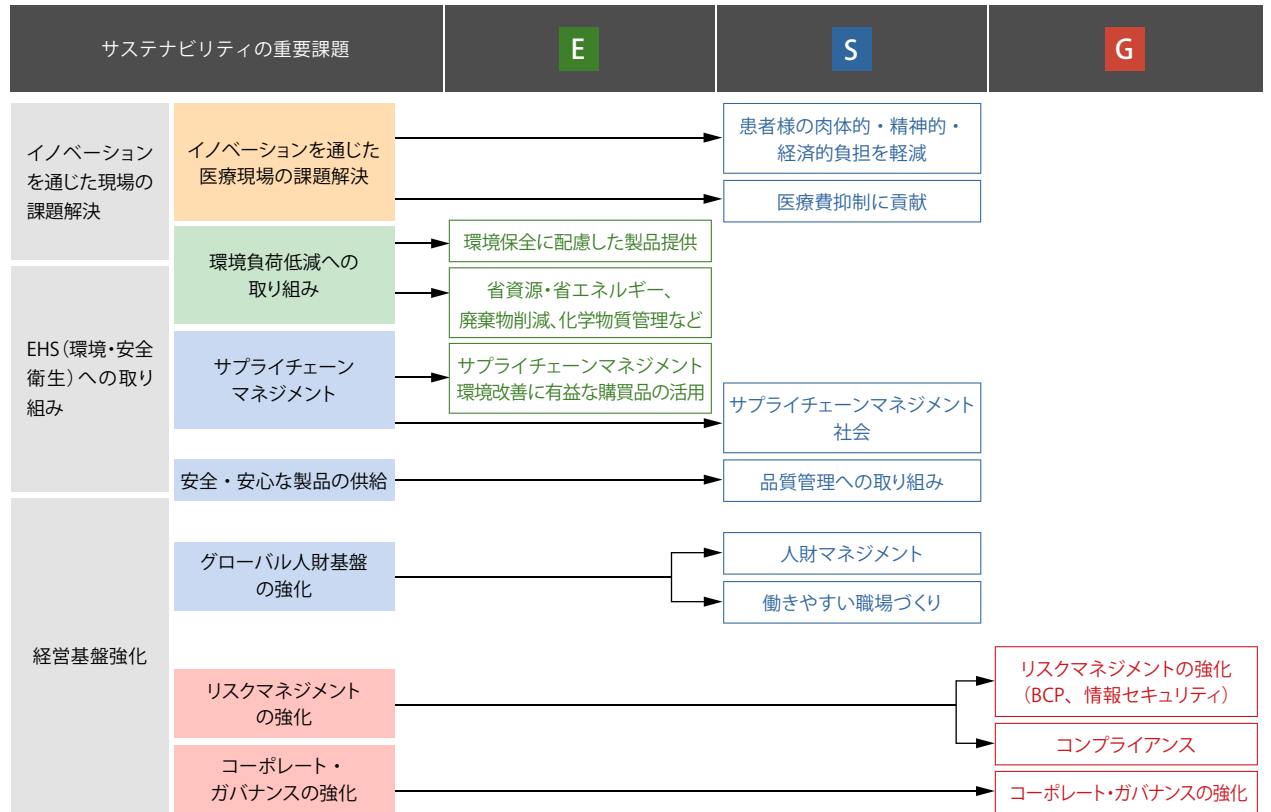 サステナビリティの重要課題
E
S
G
イノベーション
を通じた現場の
課題解決
イノベーションを通じた
医療現場の課題解決
患者様の肉体的・精神的・
経済的負担を軽減
医療費抑制に貢献
環境負荷低減への
取り組み
環境保全に配慮した製品提供
省資源・省エネルギー、
廃棄物削減、化学物質管理など
EHS(環境・安全
衛生)への取り
組み
サプライチェーン
マネジメント
サプライチェーンマネジメント
環境改善に有益な購買品の活用
サプライチェーンマネジメント
社会
安全・安心な製品の供給
品質管理への取り組み
経営基盤強化
グローバル人財基盤
の強化
人財マネジメント
働きやすい職場づくり
リスクマネジメント
の強化
リスクマネジメントの強化
(BCP、情報セキュリティ)
コンプライアンス
コーポレート・
ガバナンスの強化
コーポレート・ガバナンスの強化